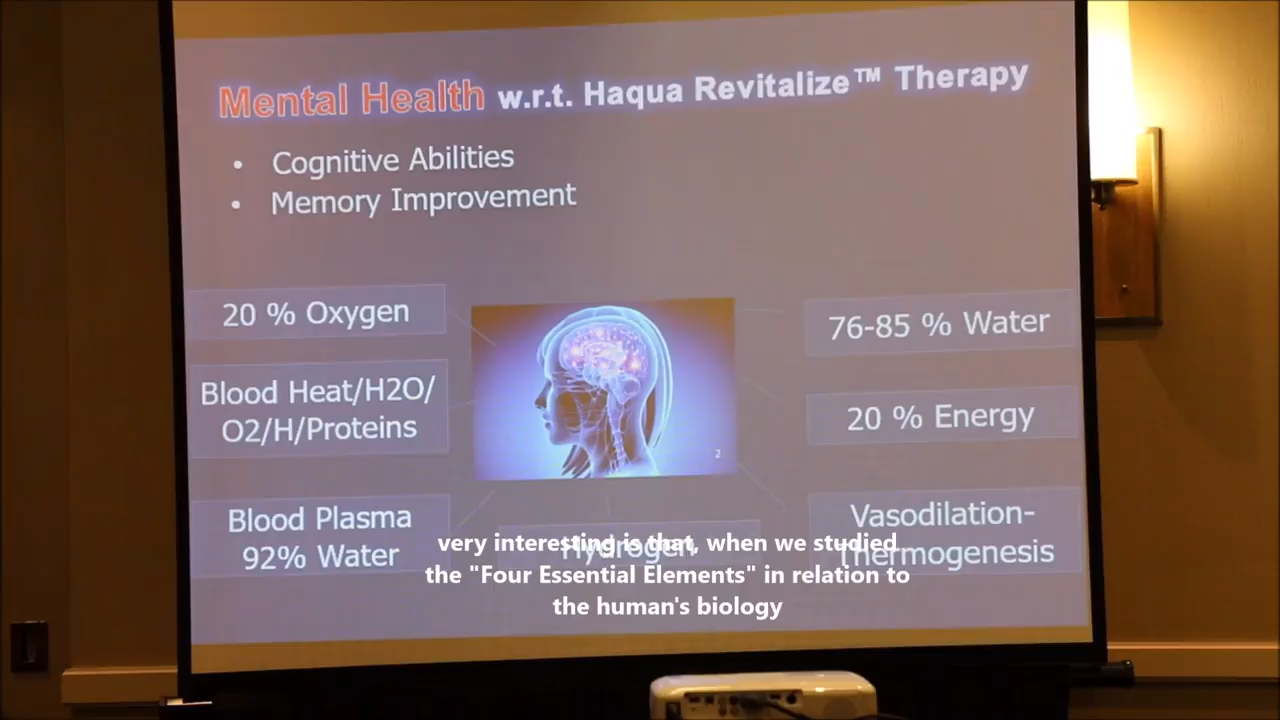 Mental Health w.r.t. Haqua Revitalize™ Therapy
• Cognitive Abilities
• Memory Improvement
20 % Oxygen
76-85 % Water
Blood Heat/H2O/
O2/H/Proteins
20 % Energy
2
Blood Plasma
92% Water
Hydrogen
Vasodilation-
Thermogenesis
very interesting is that, when we studied
the "Four Essential Elements" in relation to
the human's biology